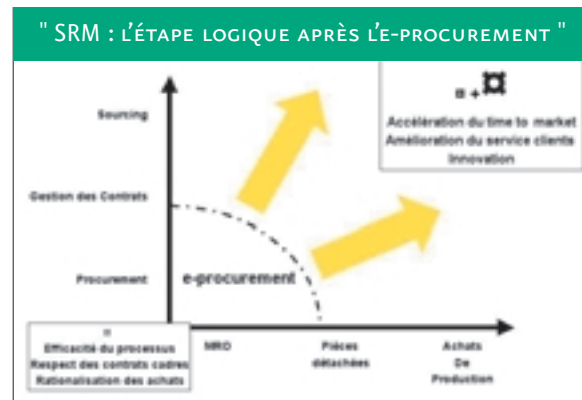 " SRM : L'ÉTAPE LOGIQUE APRÈS L'E-PROCUREMENT "
Sourcing
Accélération du time to market
Amélioration du service clients
Innovation
Gestion des Contrats
Procurement
e-procurement
=
Efficacité du processus
Respect des contrats cadres
Rationalisation des achats
MRO
Pièces
détachées
Achats
De
Production